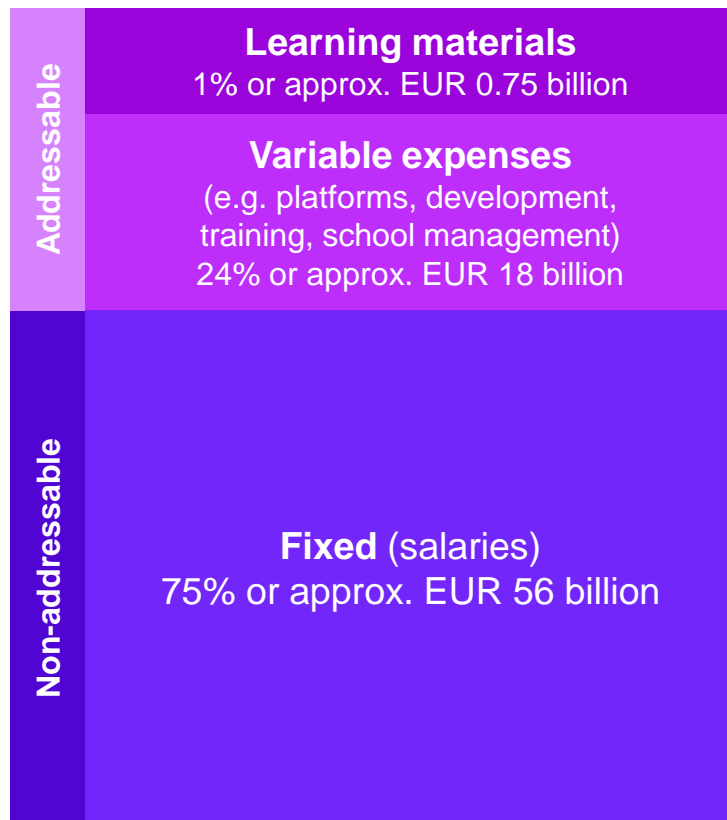 Addressable
Learning materials
1% or approx. EUR 0.75 billion
Variable expenses
(e.g. platforms, development,
training, school management)
24% or approx. EUR 18 billion
Non-addressable
Fixed (salaries)
75% or approx. EUR 56 billion